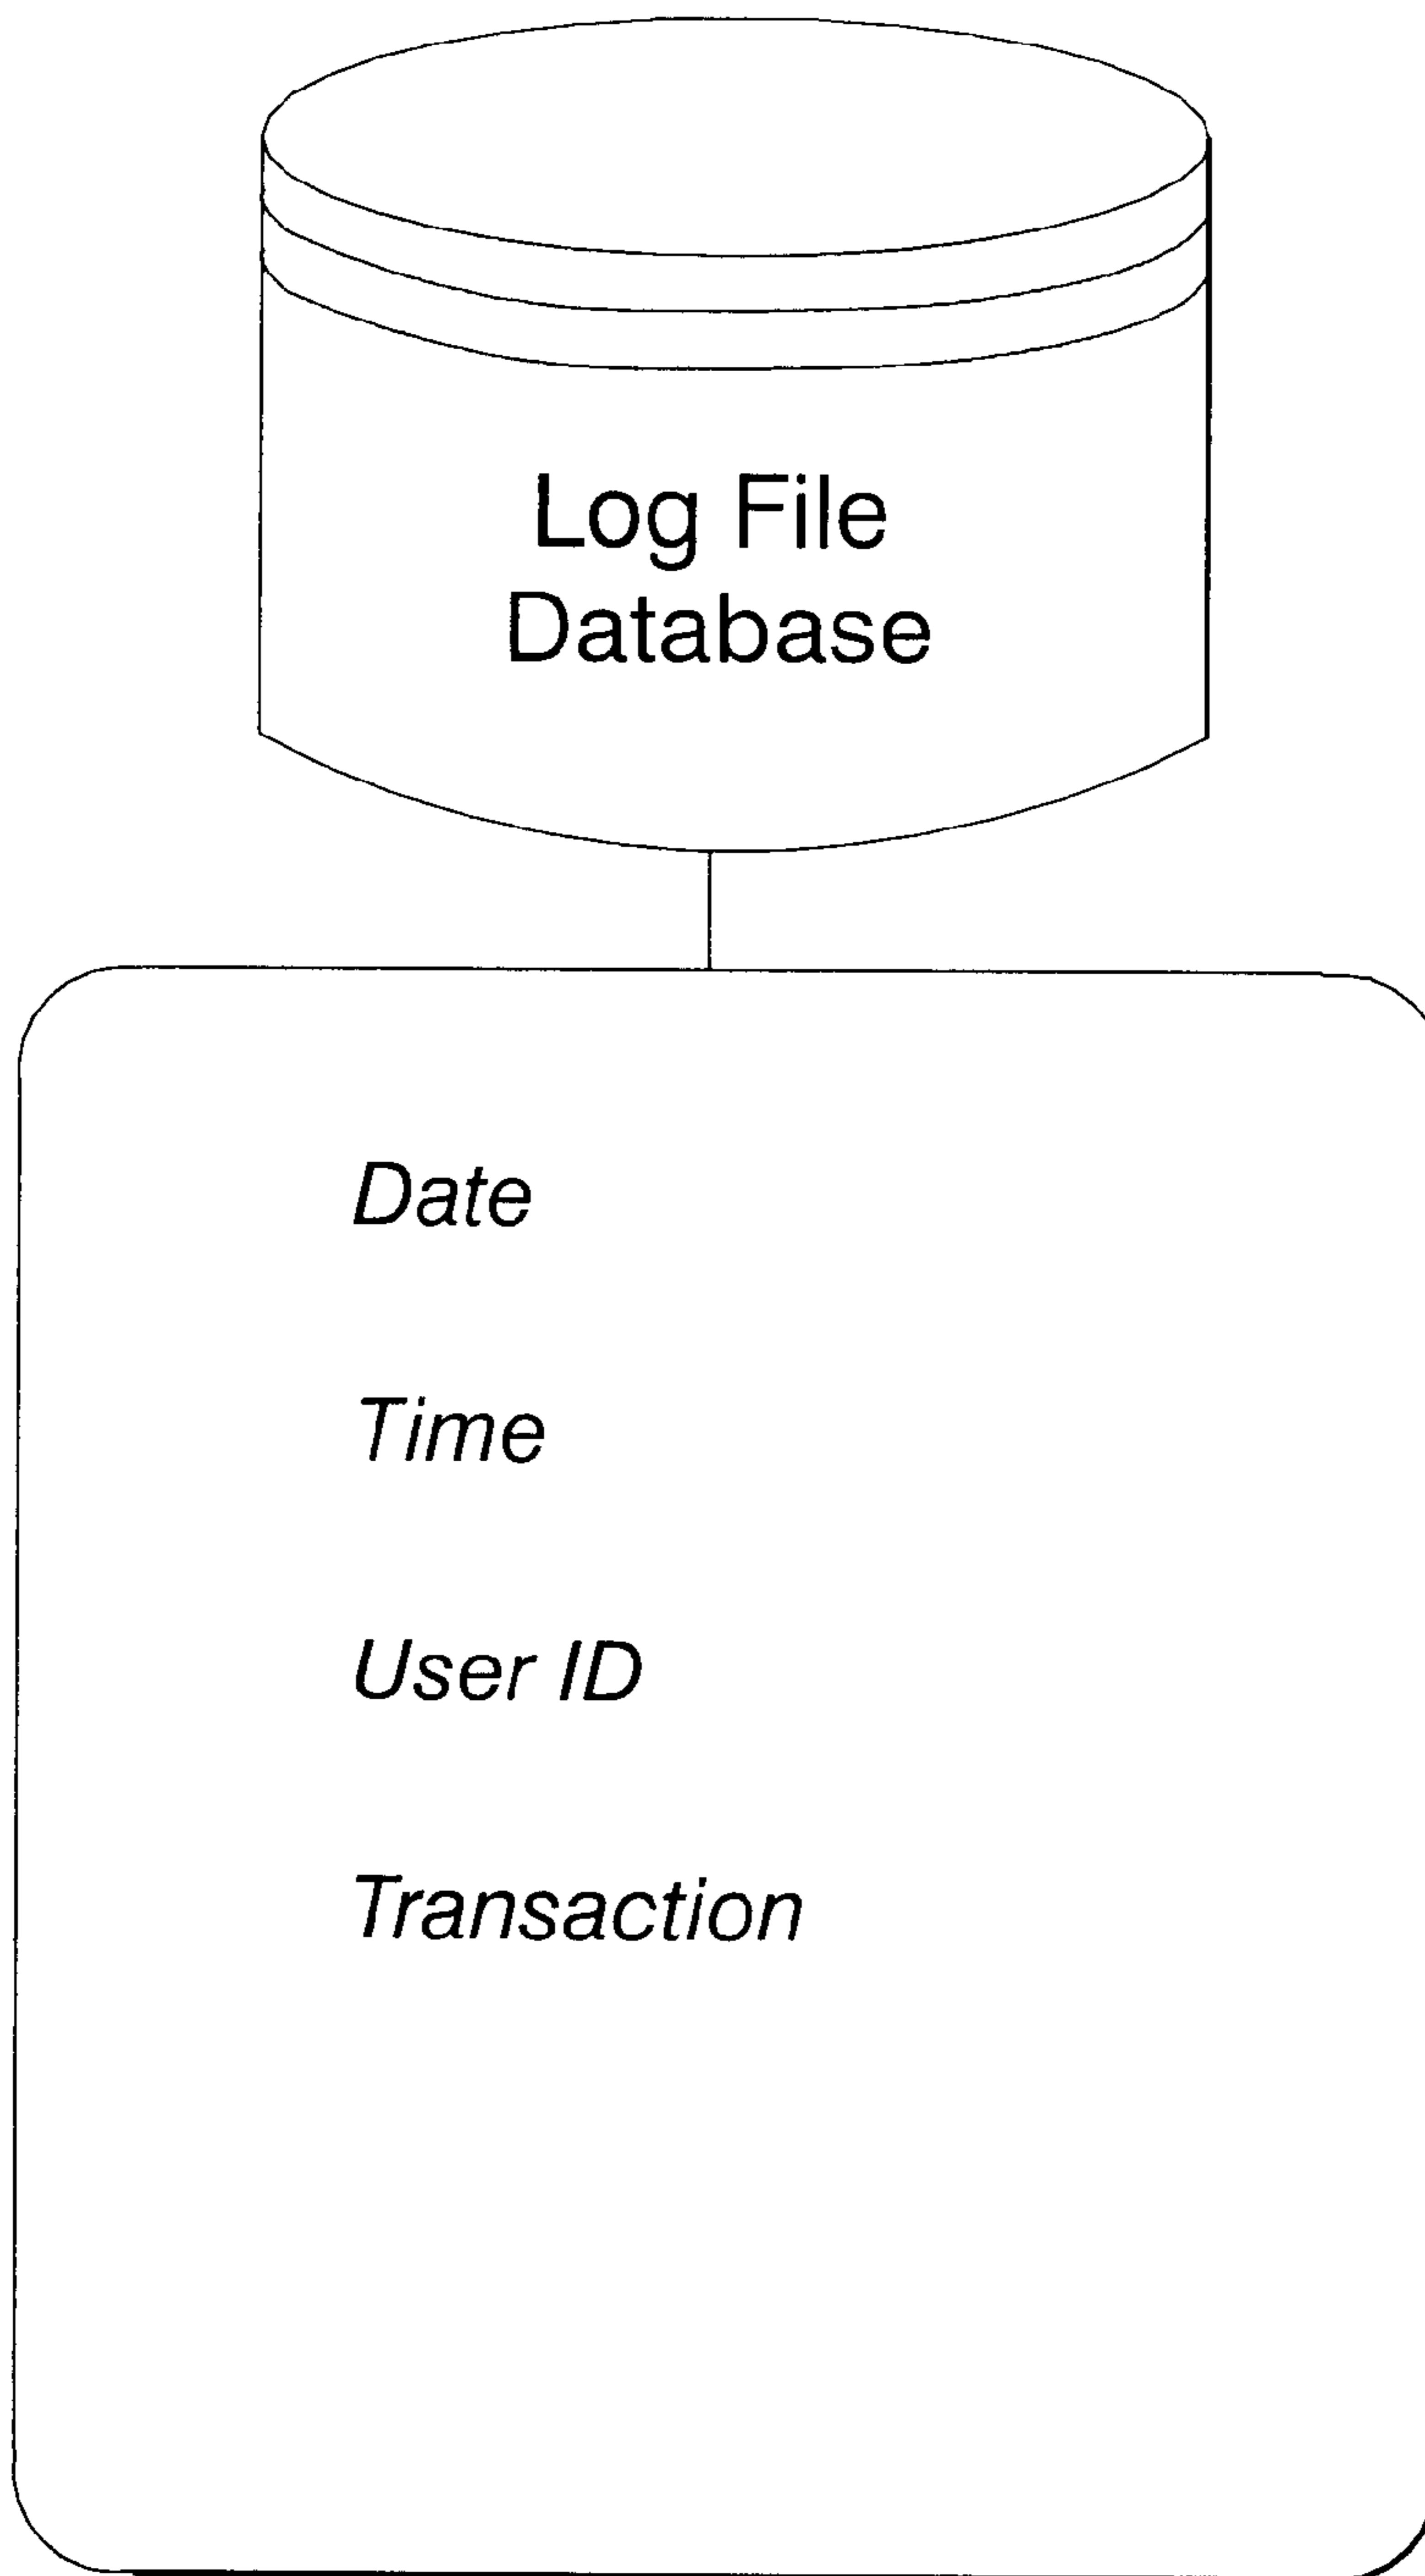 Log File
Database
Date
Time
User ID
Transaction